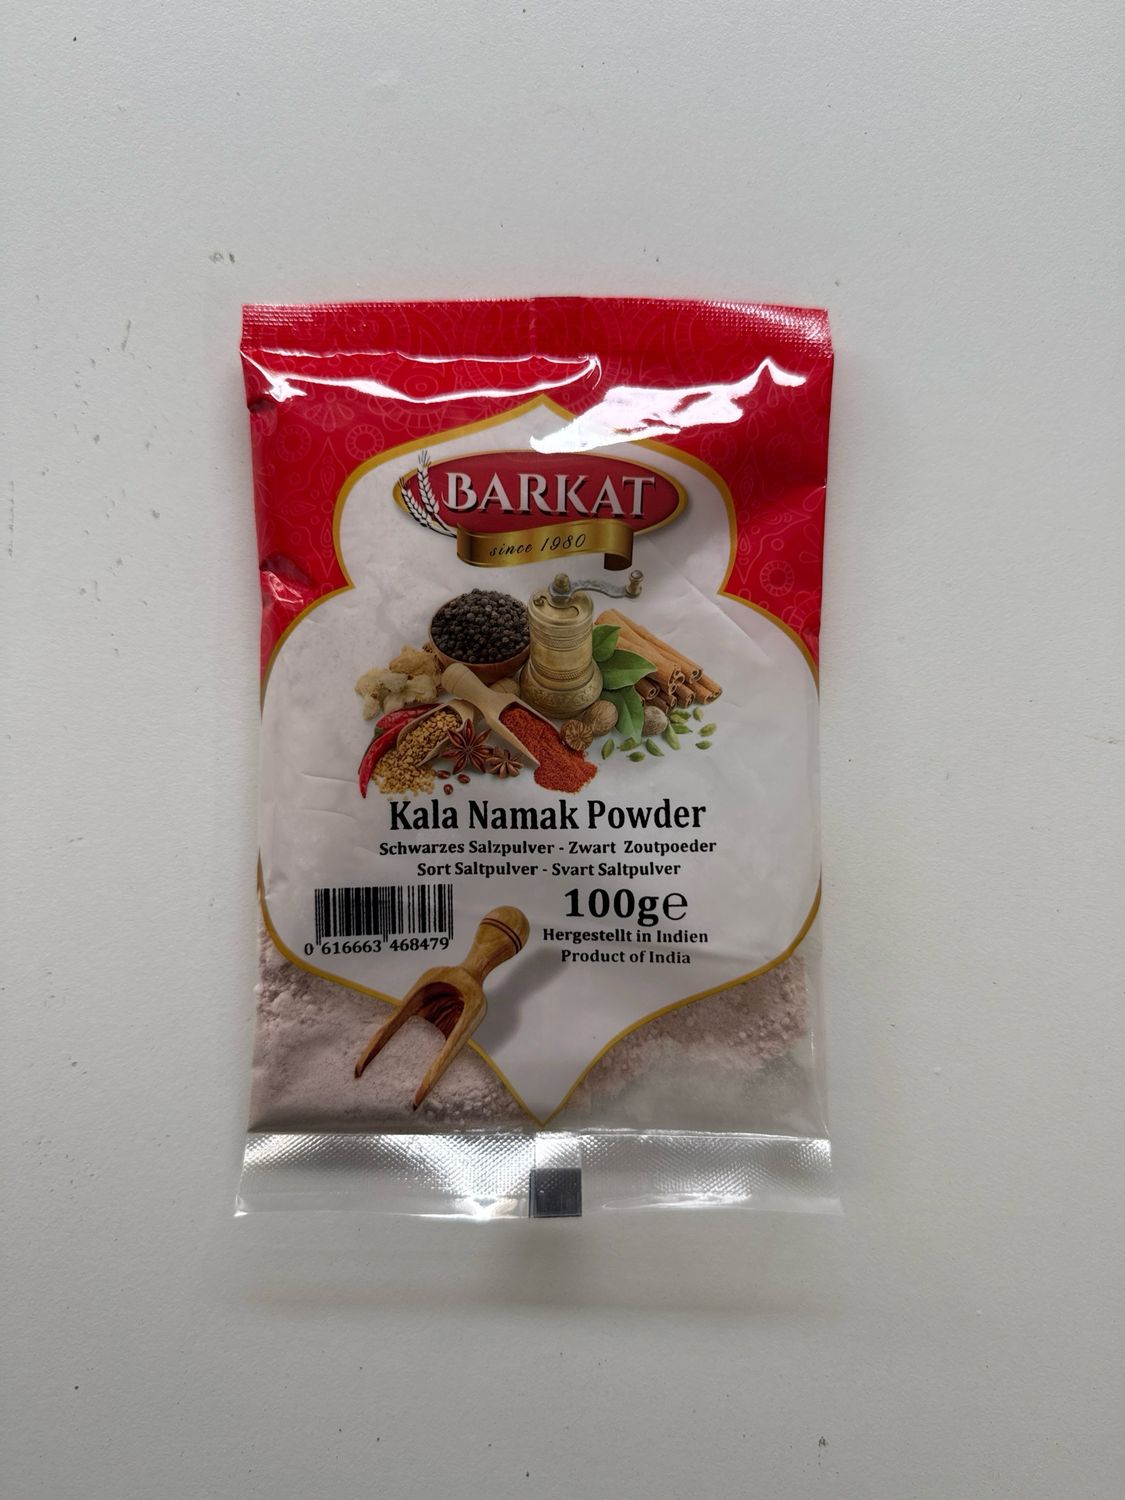 BARKAT
since 1980
Kala Namak Powder
Schwarzes Salzpulver - Zwart Zoutpoeder
Sort Saltpulver - Svart Saltpulver
100g℮
Hergestellt in Indien
Product of India
0 616663 468479